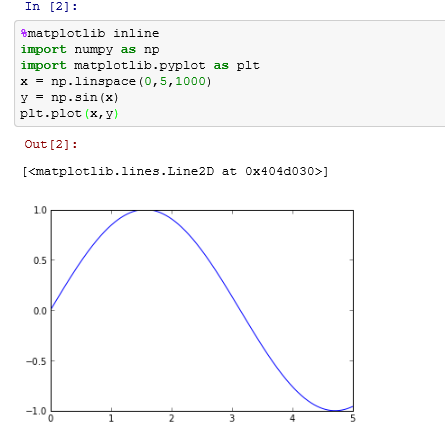 In [2]:
%matplotlib inline
import numpy as np
import matplotlib.pyplot as plt
x = np.linspace(0,5,1000)
y = np.sin(x)
plt.plot(x,y)
Out[2]:
[<matplotlib.lines.Line2D at 0x404d030>]
1.0
0.5
0.0
−0.5
−1.0
0 1 2 3 4 5